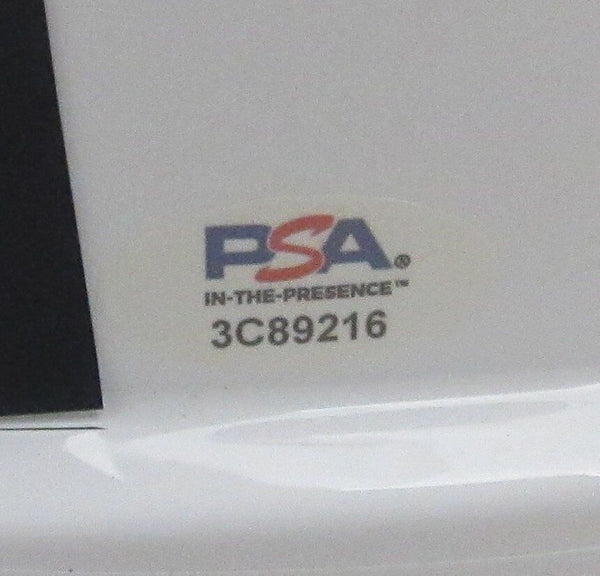 PSA®
IN-THE-PRESENCE™
3C89216